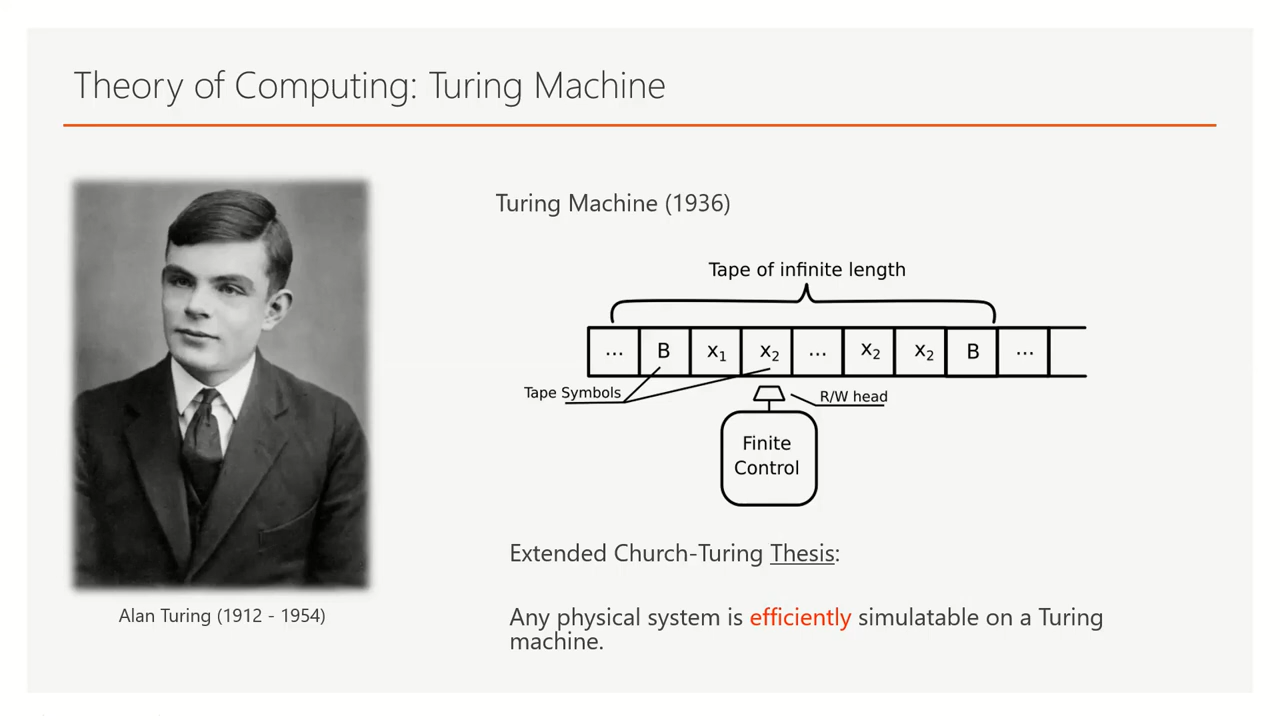 Theory of Computing: Turing Machine
Turing Machine (1936)
Tape of infinite length
... B x₁ x₂ ... x₂ x₂ B ...
Tape Symbols
R/W head
Finite
Control
Extended Church-Turing Thesis:
Any physical system is efficiently simulatable on a Turing
machine.
Alan Turing (1912 - 1954)